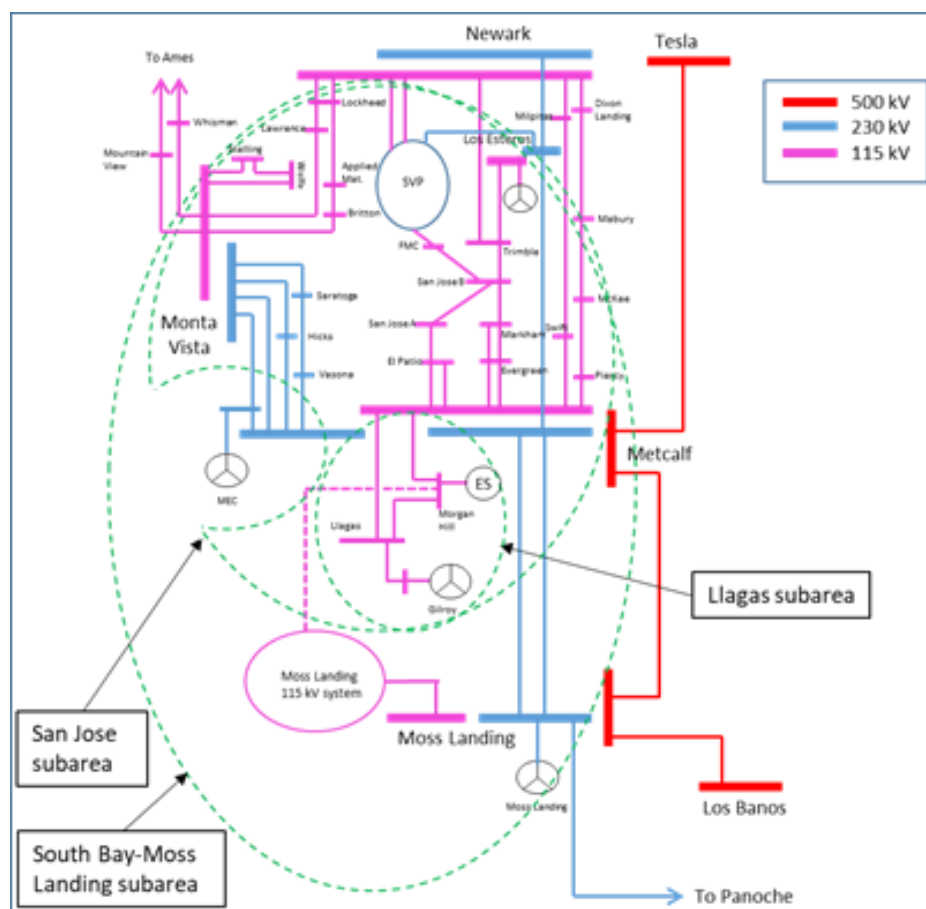 Newark
Tesla
To Ames
500 kV
230 kV
115 kV
Lockhead
Dixon
Landing
Milpitas
Whisman
Lawrence
Los Esteros
Mountain
View
Stelling
Wolfe
Applied
Mat.
SVP
Britton
Mabury
FMC
Trimble
San Jose B
Saratoga
McKee
San Jose A
Markham
Swift
Monta
Vista
Hicks
El Patio
Evergreen
Vasona
Piercy
Metcalf
MEC
ES
Morgan
Hill
Llagas
Gilroy
Llagas subarea
Moss Landing
115 kV system
San Jose
subarea
Moss Landing
Moss Landing
Los Banos
South Bay-Moss
Landing subarea
To Panoche